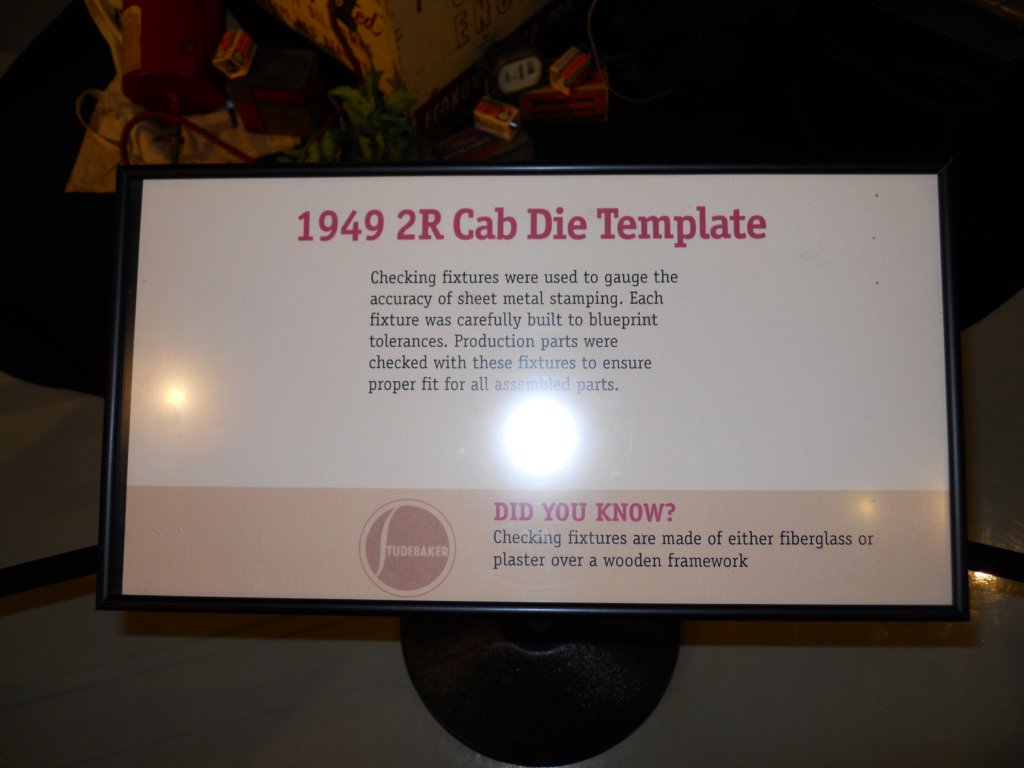 ENG
ECONO
1949 2R Cab Die Template
Checking fixtures were used to gauge the
accuracy of sheet metal stamping. Each
fixture was carefully built to blueprint
tolerances. Production parts were
checked with these fixtures to ensure
proper fit for all assembled parts.
DID YOU KNOW?
STUDEBAKER
Checking fixtures are made of either fiberglass or
plaster over a wooden framework